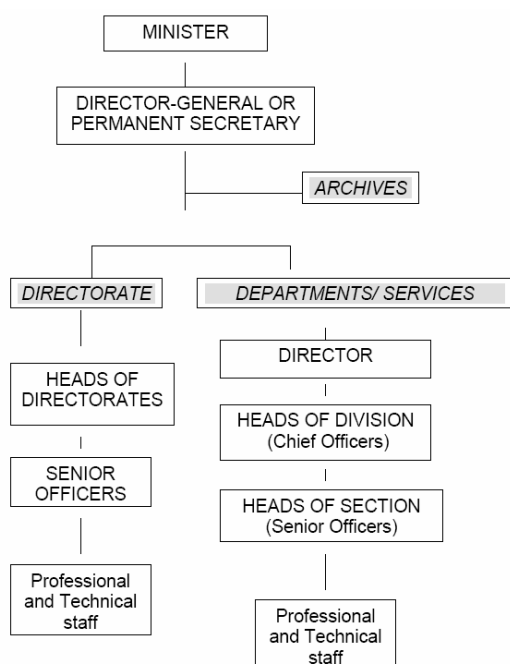 MINISTER
DIRECTOR-GENERAL OR
PERMANENT SECRETARY
ARCHIVES
DIRECTORATE
DEPARTMENTS/ SERVICES
HEADS OF
DIRECTORATES
SENIOR
OFFICERS
Professional
and Technical
staff
DIRECTOR
HEADS OF DIVISION
(Chief Officers)
HEADS OF SECTION
(Senior Officers)
Professional
and Technical
staff